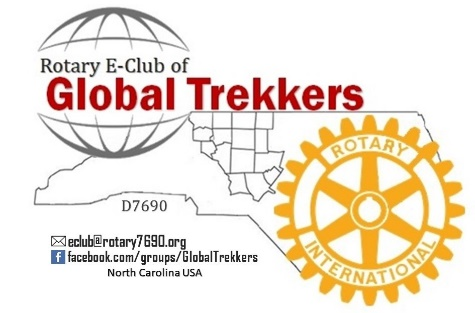 Rotary E-Club of
Global Trekkers
ROTARY
INTERNATIONAL
D7690
eclub@rotary7690.org
facebook.com/groups/GlobalTrekkers
North Carolina USA